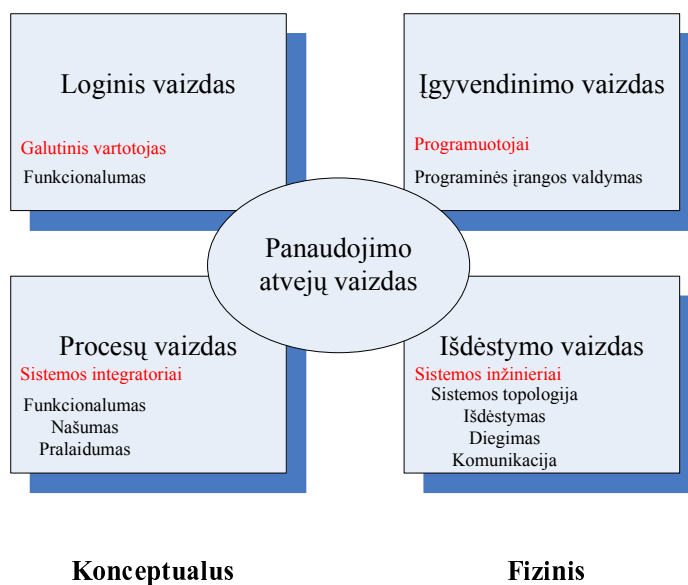 Loginis vaizdas
Galutinis vartotojas
Funkcionalumas
Įgyvendinimo vaizdas
Programuotojai
Programinės įrangos valdymas
Panaudojimo
atvejų vaizdas
Procesų vaizdas
Sistemos integratoriai
Funkcionalumas
Našumas
Pralaidumas
Išdėstymo vaizdas
Sistemos inžinieriai
Sistemos topologija
Išdėstymas
Diegimas
Komunikacija
Konceptualus
Fizinis